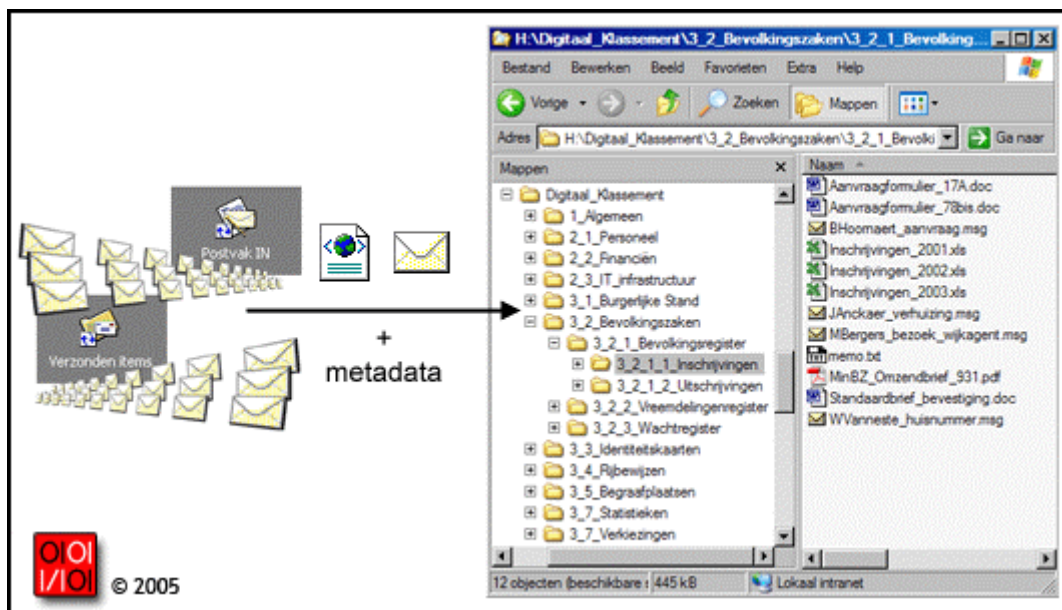 Postvak IN
Verzonden items
+
metadata
OIOI
I/IOI
© 2005
H:\Digitaal_Klassement\3_2_Bevolkingszaken\3_2_1_Bevolking....
Bestand Bewerken Beeld Favorieten Extra Help
Vorige Zoeken Mappen
Adres H:\Digitaal_Klassement\3_2_Bevolkingszaken\3_2_1_Bevolki Ga naar
Mappen x
Digitaal_Klassement
1_Algemeen
2_1_Personeel
2_2_Financiën
2_3_IT_infrastructuur
3_1_Burgerlijke Stand
3_2_Bevolkingszaken
3_2_1_Bevolkingsregister
3_2_1_1_Inschrijvingen
3_2_1_2_Uitschrijvingen
3_2_2_Vreemdelingenregister
3_2_3_Wachtregister
3_3_Identiteitskaarten
3_4_Rijbewijzen
3_5_Begraafplaatsen
3_7_Statistieken
3_7_Verkiezingen
Naam
Aanvraagformulier_17A.doc
Aanvraagformulier_78bis.doc
BHoornaert_aanvraag.msg
Inschrijvingen_2001.xls
Inschrijvingen_2002.xls
Inschrijvingen_2003.xls
JAnckaer_verhuizing.msg
MBergers_bezoek_wijkagent.msg
memo.txt
MinBZ_Omzendbrief_931.pdf
Standaardbrief_bevestiging.doc
WVanneste_huisnummer.msg
12 objecten (beschikbare s 445 kB Lokaal intranet